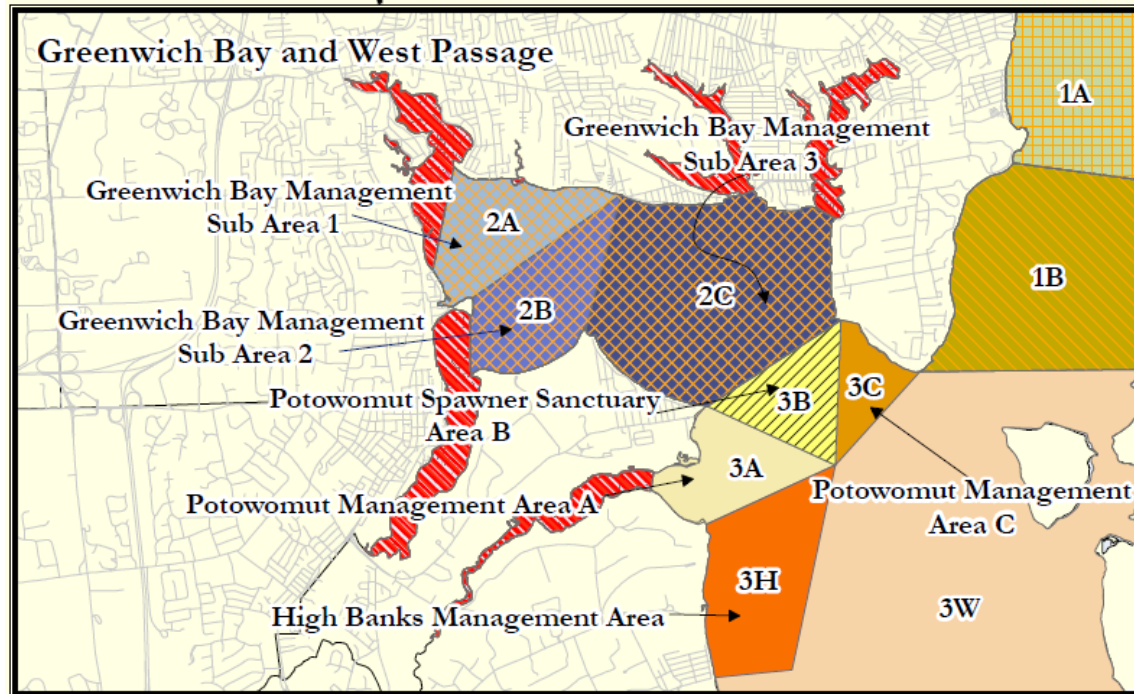 Greenwich Bay and West Passage
1A
Greenwich Bay Management
Sub Area 3
Greenwich Bay Management
Sub Area 1
2A
1B
2C
2B
Greenwich Bay Management
Sub Area 2
3C
Potowomut Spawner Sanctuary
Area B
3B
3A
Potowomut Management Area A
Potowomut Management
Area C
3H
3W
High Banks Management Area